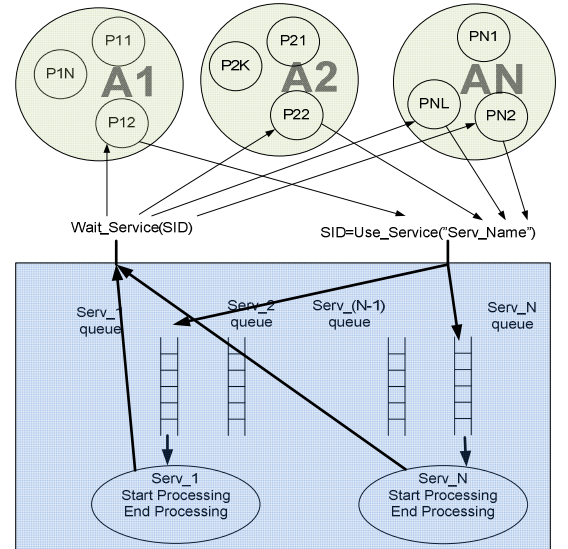 P11
P1N
A1
P12
P21
P2K
A2
P22
PN1
AN
PNL
PN2
Wait_Service(SID)
SID=Use_Service("Serv_Name")
Serv_1
queue
Serv_2
queue
Serv_(N-1)
queue
Serv_N
queue
Serv_1
Start Processing
End Processing
Serv_N
Start Processing
End Processing